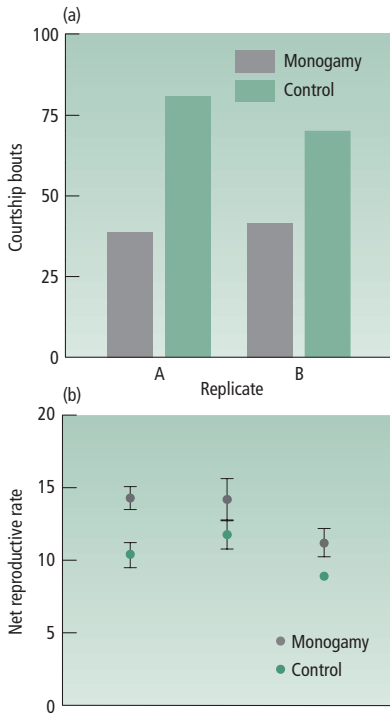 (a)
100
75
50
25
0
Courtship bouts
Monogamy
Control
A
B
Replicate
(b)
20
15
10
5
0
Net reproductive rate
Monogamy
Control